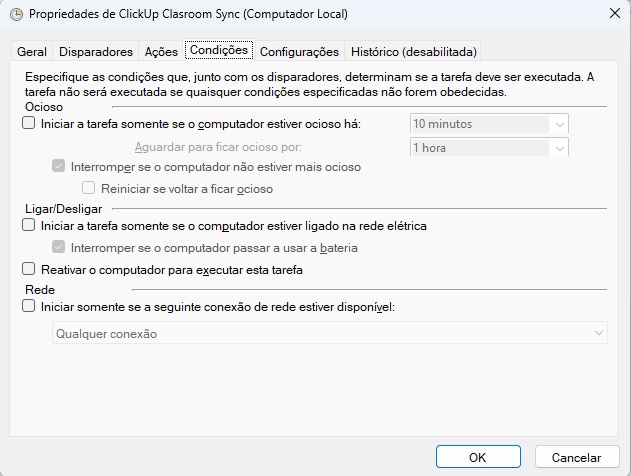 Propriedades de ClickUp Clasroom Sync (Computador Local)
Geral Disparadores Ações Condições Configurações Histórico (desabilitada)
Especifique as condições que, junto com os disparadores, determinam se a tarefa deve ser executada. A
tarefa não será executada se quaisquer condições especificadas não forem obedecidas.
Ocioso
Iniciar a tarefa somente se o computador estiver ocioso há: 10 minutos
Aguardar para ficar ocioso por: 1 hora
Interromper se o computador não estiver mais ocioso
Reiniciar se voltar a ficar ocioso
Ligar/Desligar
Iniciar a tarefa somente se o computador estiver ligado na rede elétrica
Interromper se o computador passar a usar a bateria
Reativar o computador para executar esta tarefa
Rede
Iniciar somente se a seguinte conexão de rede estiver disponível:
Qualquer conexão
OK Cancelar